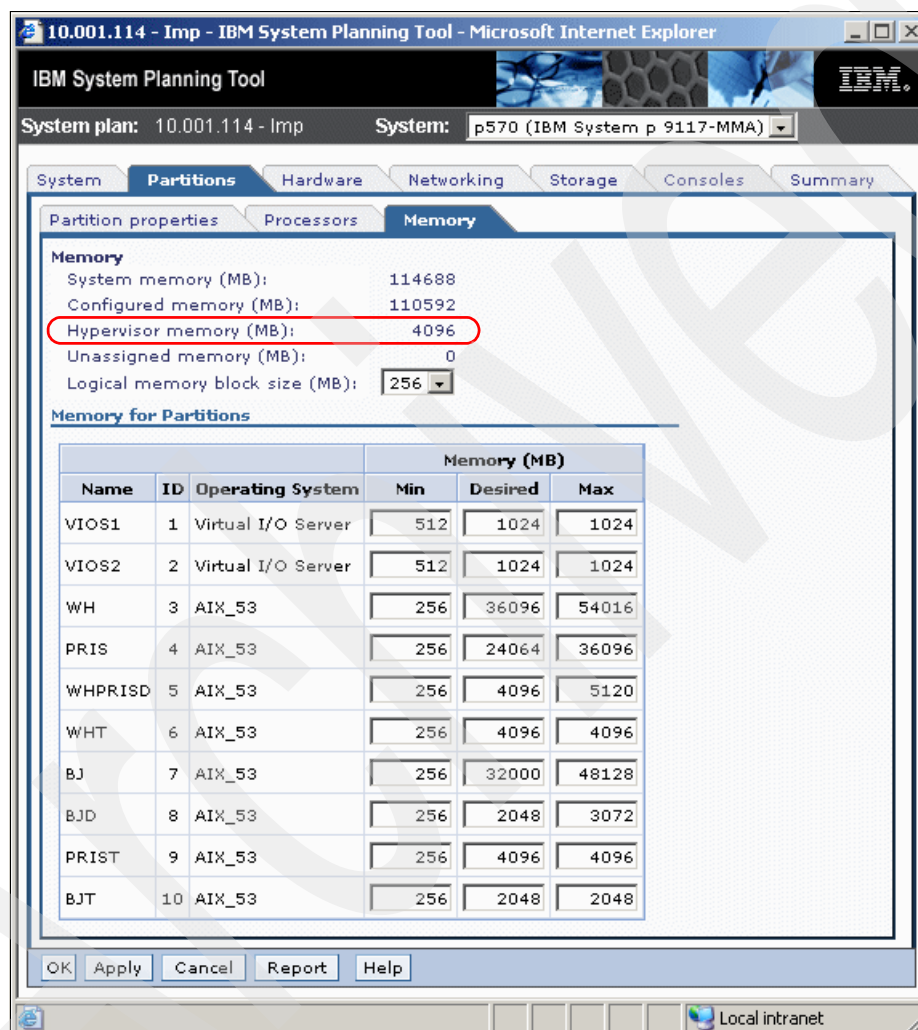 10.001.114 - Imp - IBM System Planning Tool - Microsoft Internet Explorer
IBM System Planning Tool
IBM.
System plan: 10.001.114 - Imp System: p570 (IBM System p 9117-MMA)
System Partitions Hardware Networking Storage Consoles Summary
Partition properties Processors Memory
Memory
System memory (MB): 114688
Configured memory (MB): 110592
Hypervisor memory (MB): 4096
Unassigned memory (MB): 0
Logical memory block size (MB): 256
Memory for Partitions
Memory (MB)
Name ID Operating System Min Desired Max
VIOS1 1 Virtual I/O Server 512 1024 1024
VIOS2 2 Virtual I/O Server 512 1024 1024
WH 3 AIX_53 256 36096 54016
PRIS 4 AIX_53 256 24064 36096
WHPRISD 5 AIX_53 256 4096 5120
WHT 6 AIX_53 256 4096 4096
BJ 7 AIX_53 256 32000 48128
BJD 8 AIX_53 256 2048 3072
PRIST 9 AIX_53 256 4096 4096
BJT 10 AIX_53 256 2048 2048
OK Apply Cancel Report Help
Local intranet